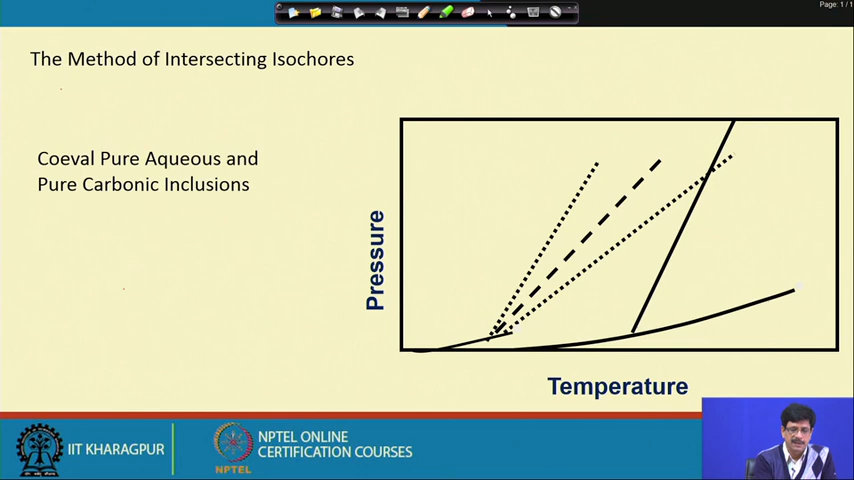 Page: 1 / 1
The Method of Intersecting Isochores
Coeval Pure Aqueous and
Pure Carbonic Inclusions
Pressure
Temperature
IIT KHARAGPUR
NPTEL
NPTEL ONLINE
CERTIFICATION COURSES